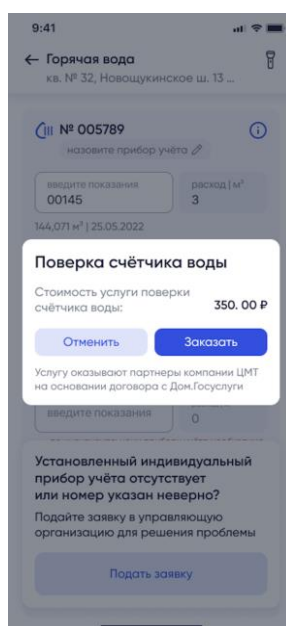 9:41
Горячая вода
кв. № 32, Новощукинское ш. 13 ...
№ 005789
назовите прибор учёта
введите показания
расход | м³
00145
3
144,071 м³ | 25.05.2022
Поверка счётчика воды
Стоимость услуги поверки
счётчика воды:
350. 00 ₽
Отменить
Заказать
Услугу оказывают партнеры компании ЦМТ
на основании договора с Дом.Госуслуги
введите показания
0
Установленный индивидуальный
прибор учёта отсутствует
или номер указан неверно?
Подайте заявку в управляющую
организацию для решения проблемы
Подать заявку